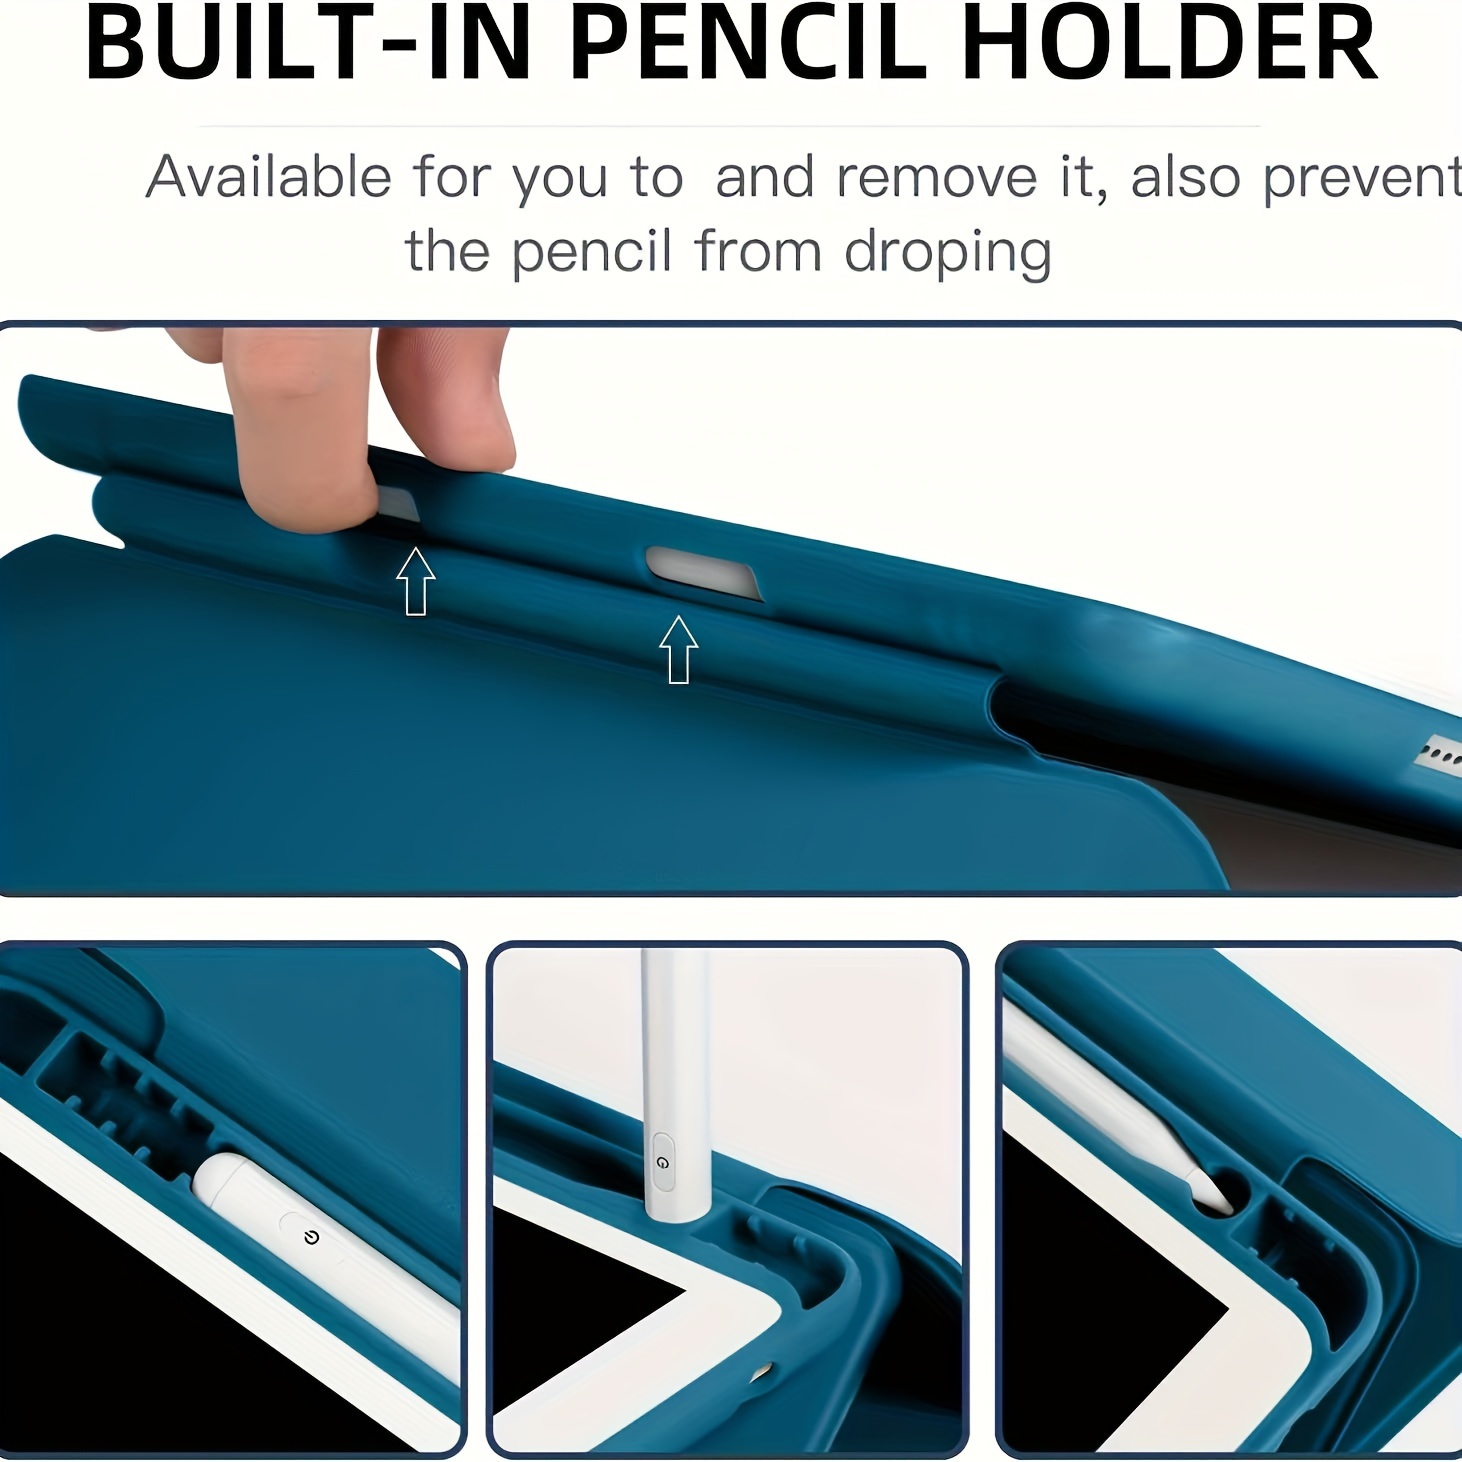 BUILT-IN PENCIL HOLDER
Available for you to and remove it, also prevent
the pencil from droping